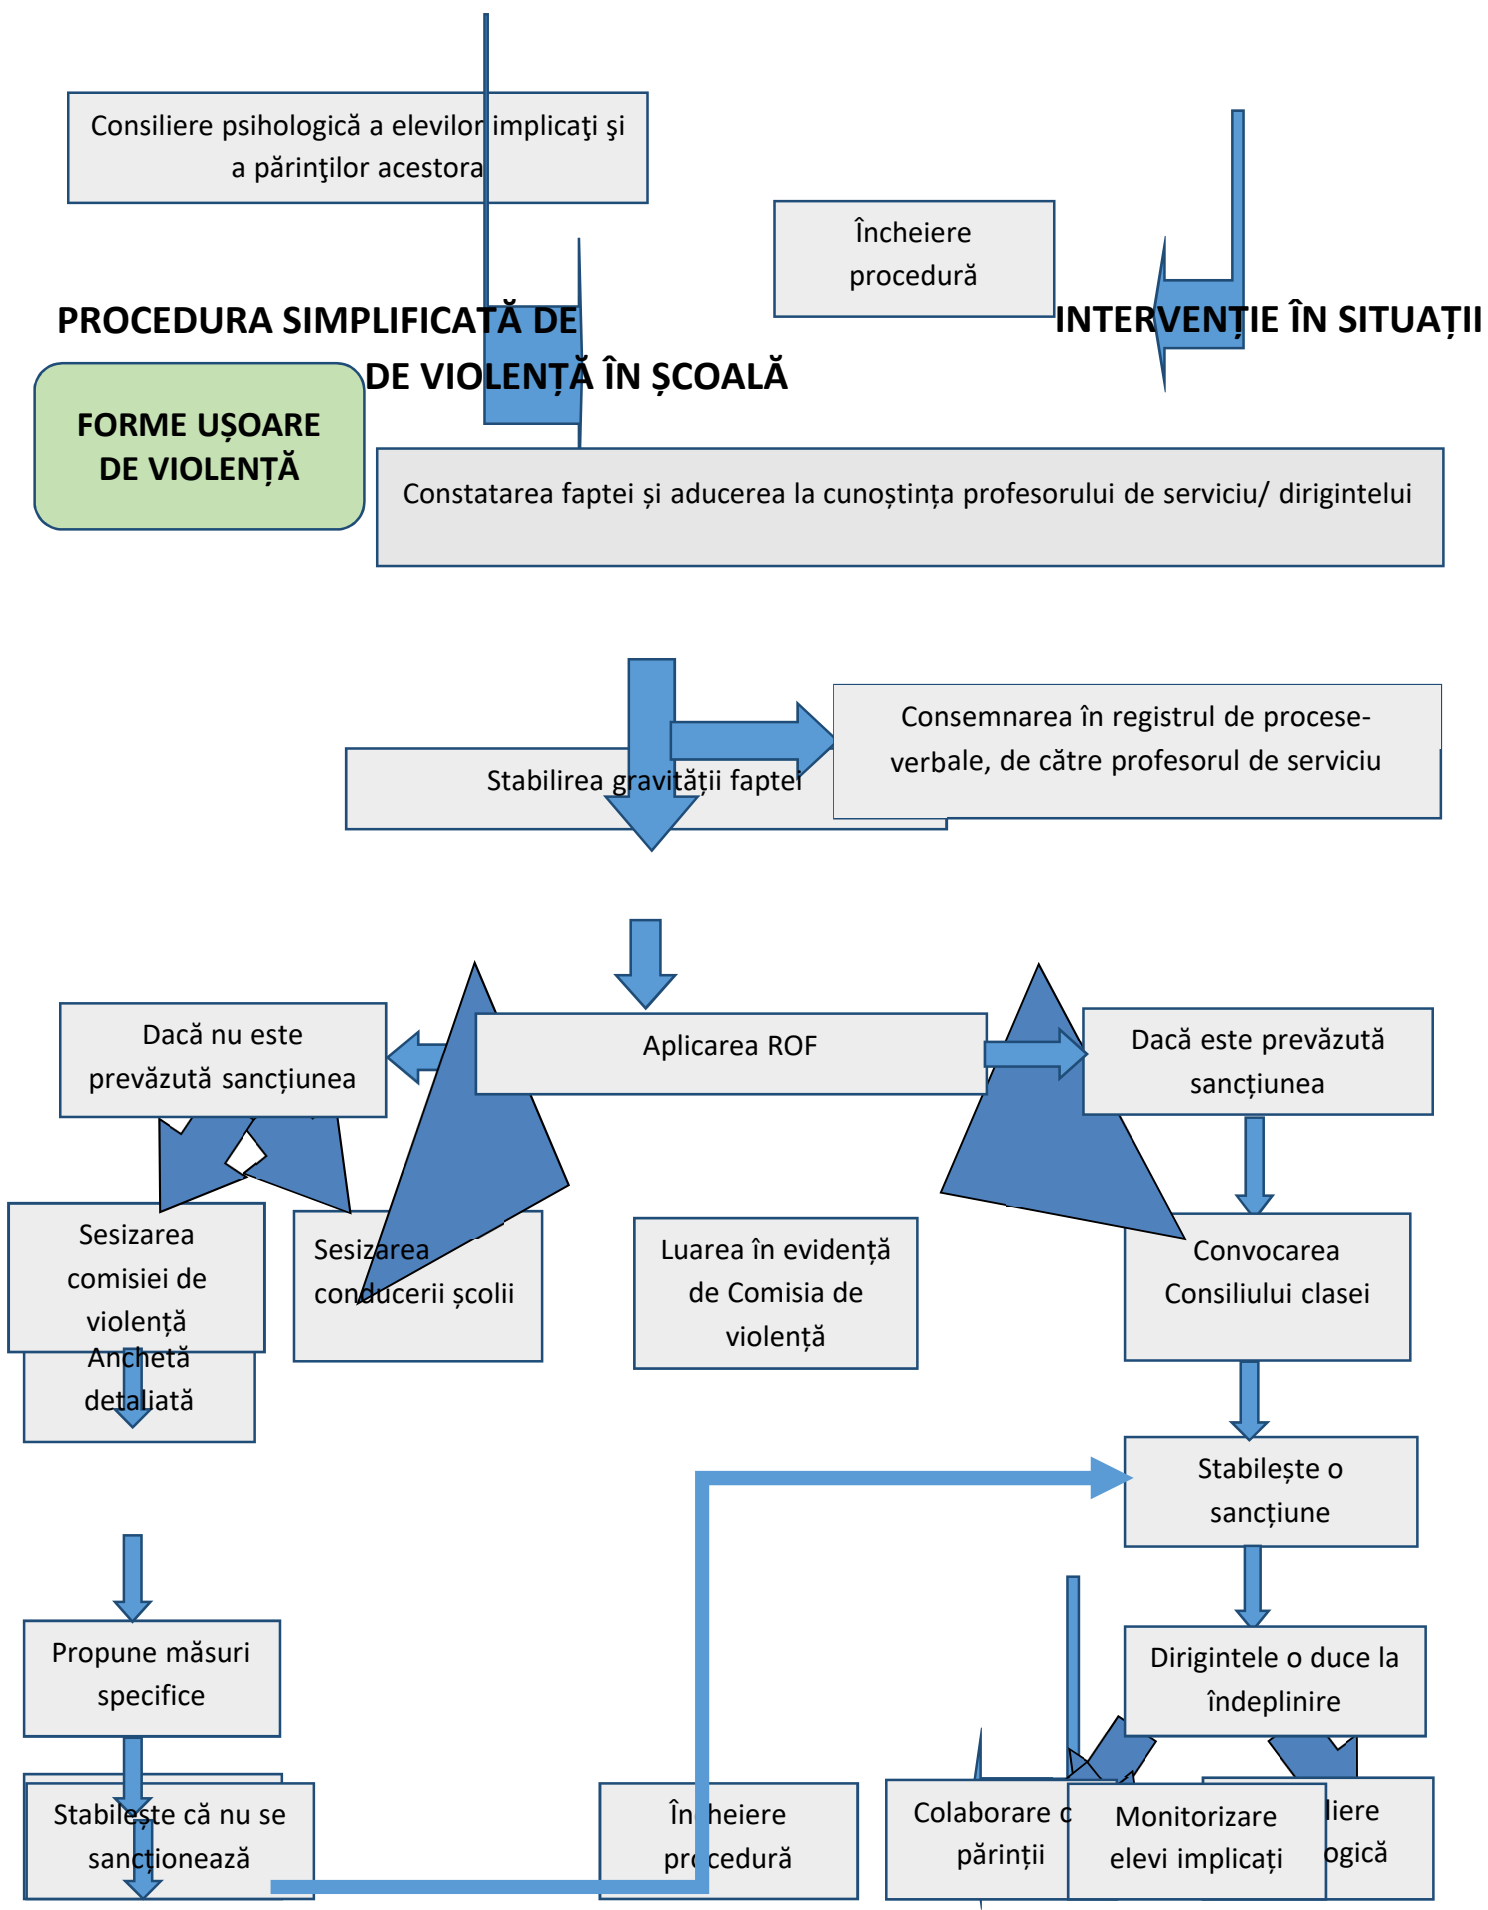 Consiliere psihologică a elevilor implicaţi şi
a părinţilor acestora
Încheiere
procedură
PROCEDURA SIMPLIFICATĂ DE INTERVENȚIE ÎN SITUAȚII
DE VIOLENȚĂ ÎN ȘCOALĂ
FORME UȘOARE
DE VIOLENȚĂ
Constatarea faptei și aducerea la cunoștința profesorului de serviciu/ dirigintelui
Consemnarea în registrul de procese-
verbale, de către profesorul de serviciu
Stabilirea gravității faptei
Dacă nu este
prevăzută sancțiunea
Aplicarea ROF
Dacă este prevăzută
sancțiunea
Sesizarea
comisiei de
violență
Sesizarea
conducerii școlii
Luarea în evidență
de Comisia de
violență
Convocarea
Consiliului clasei
Anchetă
detaliată
Stabilește o
sancțiune
Propune măsuri
specifice
Dirigintele o duce la
îndeplinire
Stabilește că nu se
sancționează
Încheiere
procedură
Colaborare c
părinții
Monitorizare
elevi implicați
liere
ogică